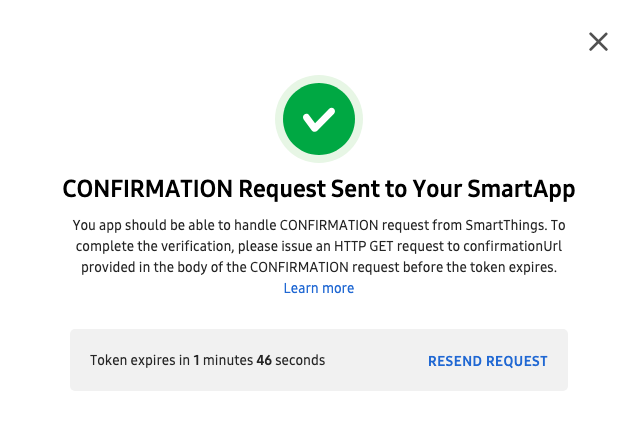 CONFIRMATION Request Sent to Your SmartApp
You app should be able to handle CONFIRMATION request from SmartThings. To
complete the verification, please issue an HTTP GET request to confirmationUrl
provided in the body of the CONFIRMATION request before the token expires.
Learn more
Token expires in 1 minutes 46 seconds
RESEND REQUEST